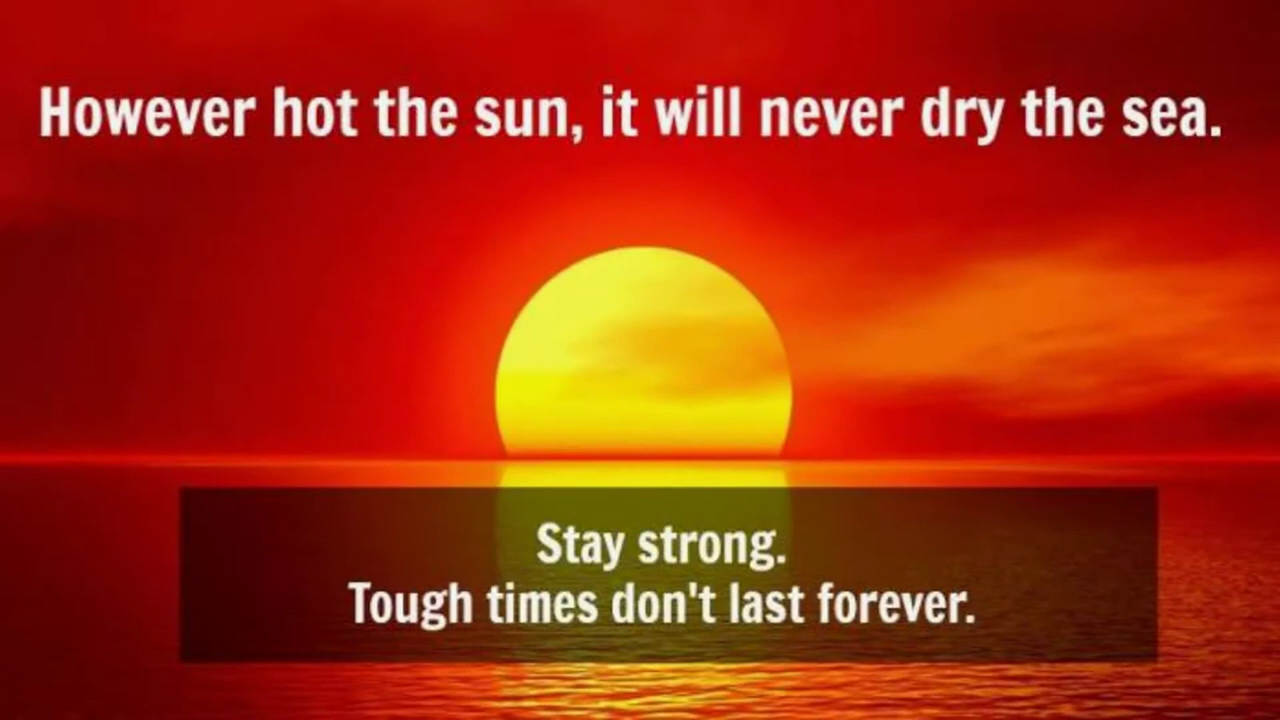 However hot the sun, it will never dry the sea.
Stay strong.
Tough times don't last forever.